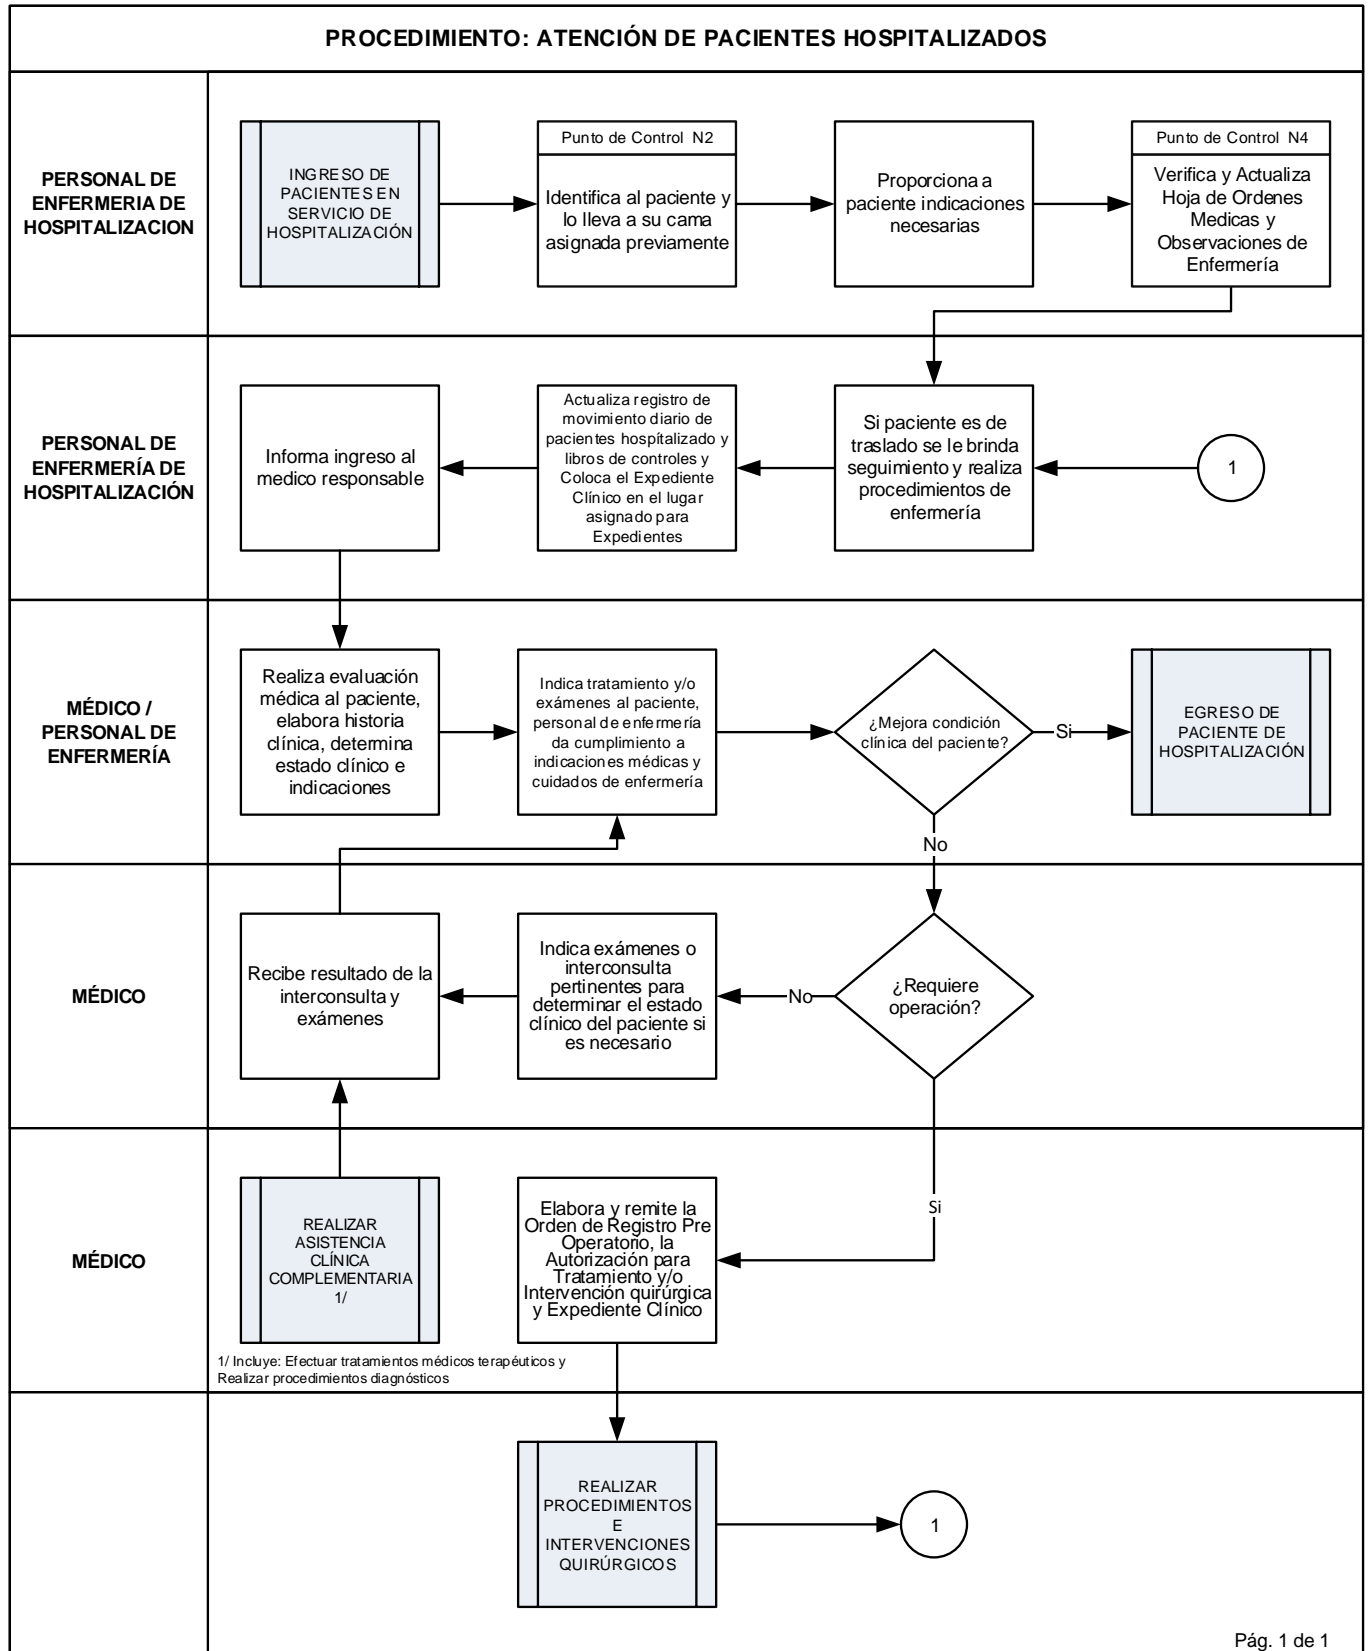 PROCEDIMIENTO: ATENCIÓN DE PACIENTES HOSPITALIZADOS
PERSONAL DE
ENFERMERIA DE
HOSPITALIZACION
INGRESO DE
PACIENTES EN
SERVICIO DE
HOSPITALIZACIÓN
Punto de Control N2
Identifica al paciente y
lo lleva a su cama
asignada previamente
Proporciona a
paciente indicaciones
necesarias
Punto de Control N4
Verifica y Actualiza
Hoja de Ordenes
Medicas y
Observaciones de
Enfermería
PERSONAL DE
ENFERMERÍA DE
HOSPITALIZACIÓN
Informa ingreso al
medico responsable
Actualiza registro de
movimiento diario de
pacientes hospítalizado y
libros de controles y
Coloca el Expediente
Clínico en el lugar
asignado para
Expedientes
Si paciente es de
traslado se le brinda
seguimiento y realiza
procedimientos de
enfermería
1
MÉDICO /
PERSONAL DE
ENFERMERÍA
Realiza evaluación
médica al paciente,
elabora historia
clínica, determina
estado clínico e
indicaciones
Indica tratamiento y/o
exámenes al paciente,
personal de enfermería
da cumplimiento a
indicaciones médicas y
cuidados de enfermería
¿Mejora condición
clínica del paciente?
Si
EGRESO DE
PACIENTE DE
HOSPITALIZACIÓN
No
MÉDICO
Recibe resultado de la
interconsulta y
exámenes
Indica exámenes o
interconsulta
pertinentes para
determinar el estado
clínico del paciente si
es necesario
No
¿Requiere
operación?
MÉDICO
REALIZAR
ASISTENCIA
CLÍNICA
COMPLEMENTARIA
1/
Elabora y remite la
Orden de Registro Pre
Operatorio, la
Autorización para
Tratamiento y/o
Intervención quirúrgica
y Expediente Clínico
Si
1/ Incluye: Efectuar tratamientos médicos terapéuticos y
Realizar procedimientos diagnósticos
REALIZAR
PROCEDIMIENTOS
E
INTERVENCIONES
QUIRÚRGICOS
1
Pág. 1 de 1